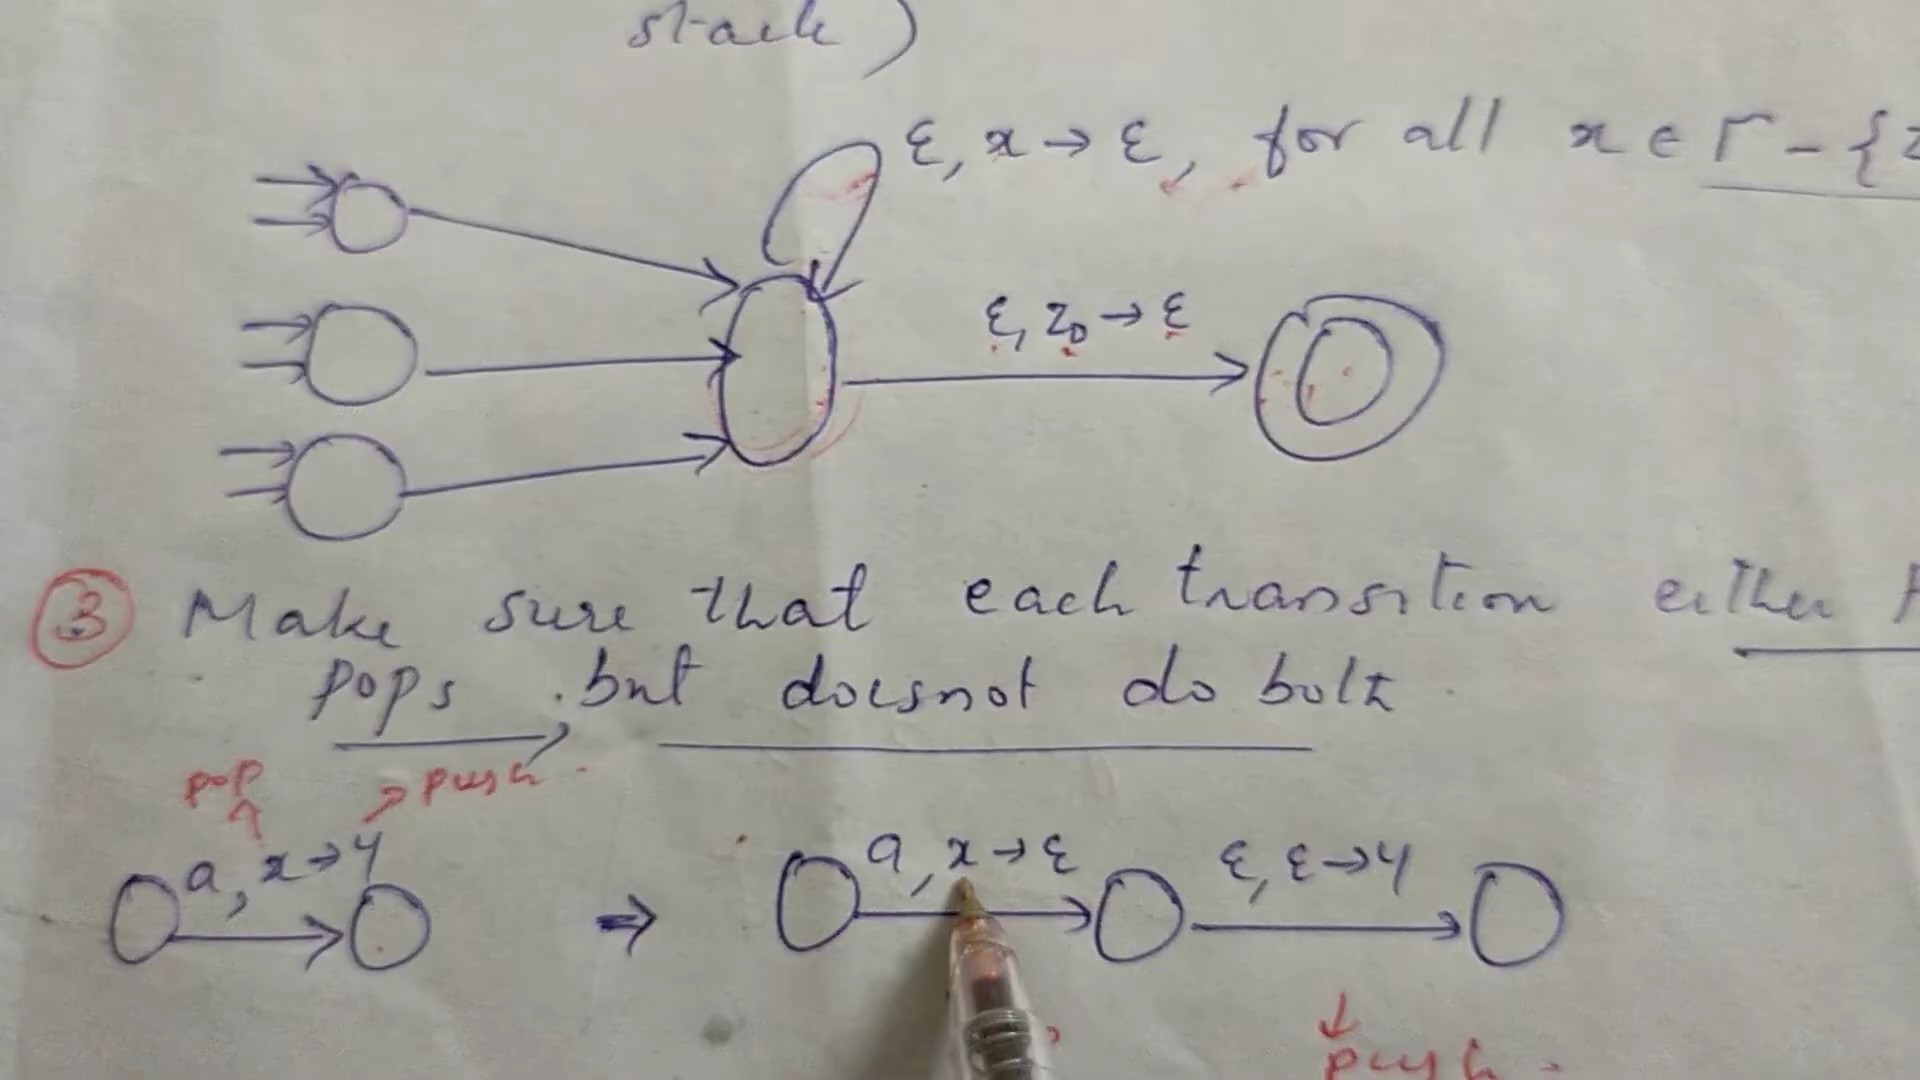 stack)
ε, x → ε, for all x ∈ Γ - {z
ε, z₀ → ε
③ Make sure that each transition either
pops, but doesnot do both.
pop
push.
a, x → y
⇒
a, x → ε
ε, ε → y
push.